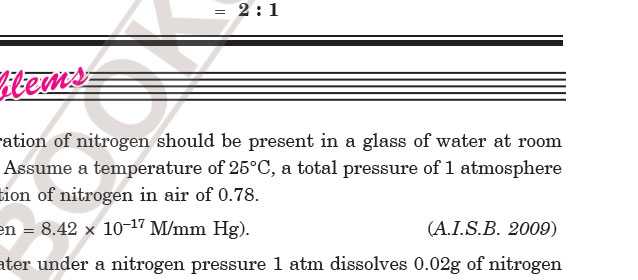 = 2 : 1
blems
ration of nitrogen should be present in a glass of water at room
Assume a temperature of 25°C, a total pressure of 1 atmosphere
tion of nitrogen in air of 0.78.
en = 8.42 × 10⁻¹⁷ M/mm Hg). (A.I.S.B. 2009)
ater under a nitrogen pressure 1 atm dissolves 0.02g of nitrogen
BOOK